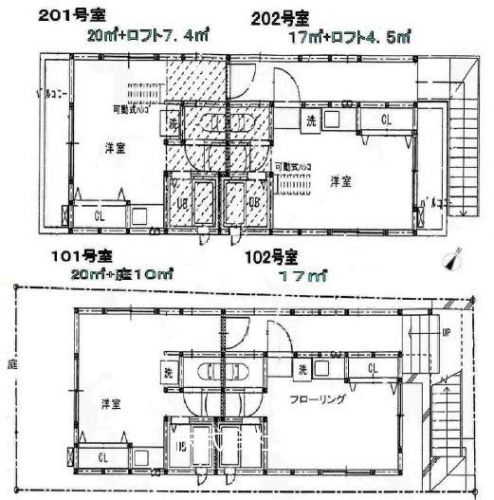 201号室
20㎡+ロフト7.4㎡
202号室
17㎡+ロフト4.5㎡
バルコニー
可動式ハシゴ
洗
洗
CL
洋室
可動式ハシゴ
洋室
バルコニー
CL
UB
UB
101号室
20㎡+庭10㎡
102号室
17㎡
庭
UP
洗
洗
CL
洋室
フローリング
CL
UB